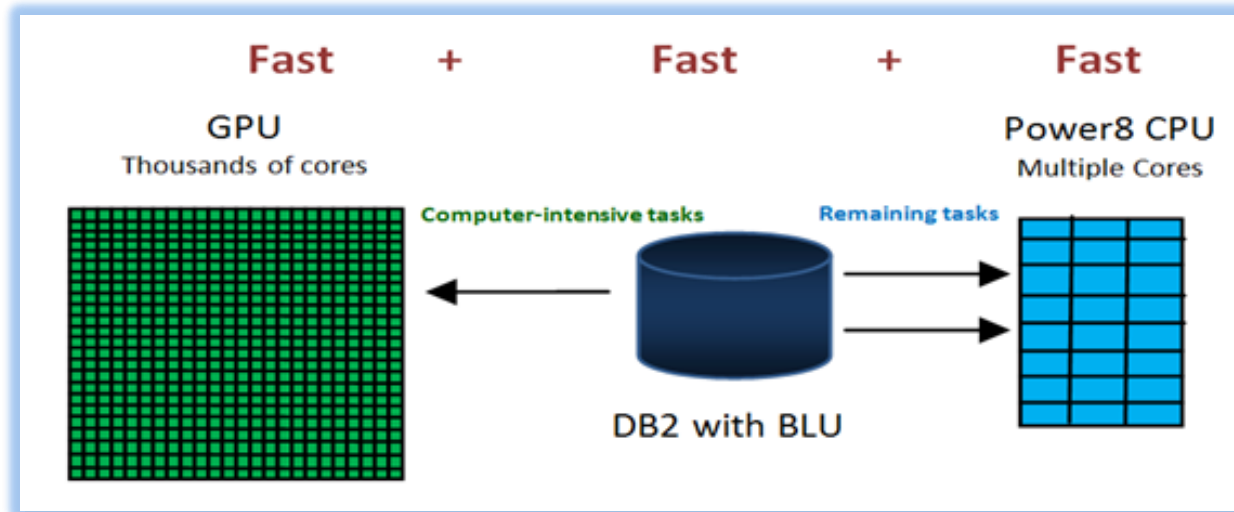 Fast + Fast + Fast
GPU
Thousands of cores
Power8 CPU
Multiple Cores
Computer-intensive tasks
Remaining tasks
DB2 with BLU